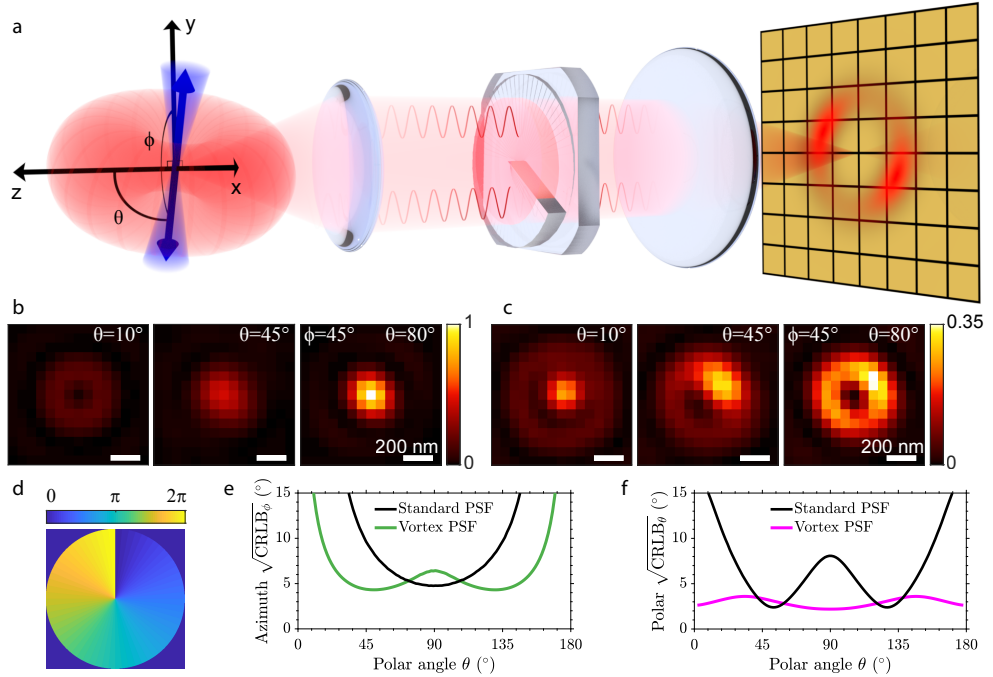 a
y
ϕ
z
x
θ
b
θ=10°
θ=45°
ϕ=45°
θ=80°
200 nm
1
0
c
θ=10°
θ=45°
ϕ=45°
θ=80°
200 nm
0.35
0
d
0
π
2π
e
Azimuth √CRLBϕ (°)
15
10
5
0
Standard PSF
Vortex PSF
0
45
90
135
180
Polar angle θ (°)
f
Polar √CRLBθ (°)
15
10
5
0
Standard PSF
Vortex PSF
0
45
90
135
180
Polar angle θ (°)